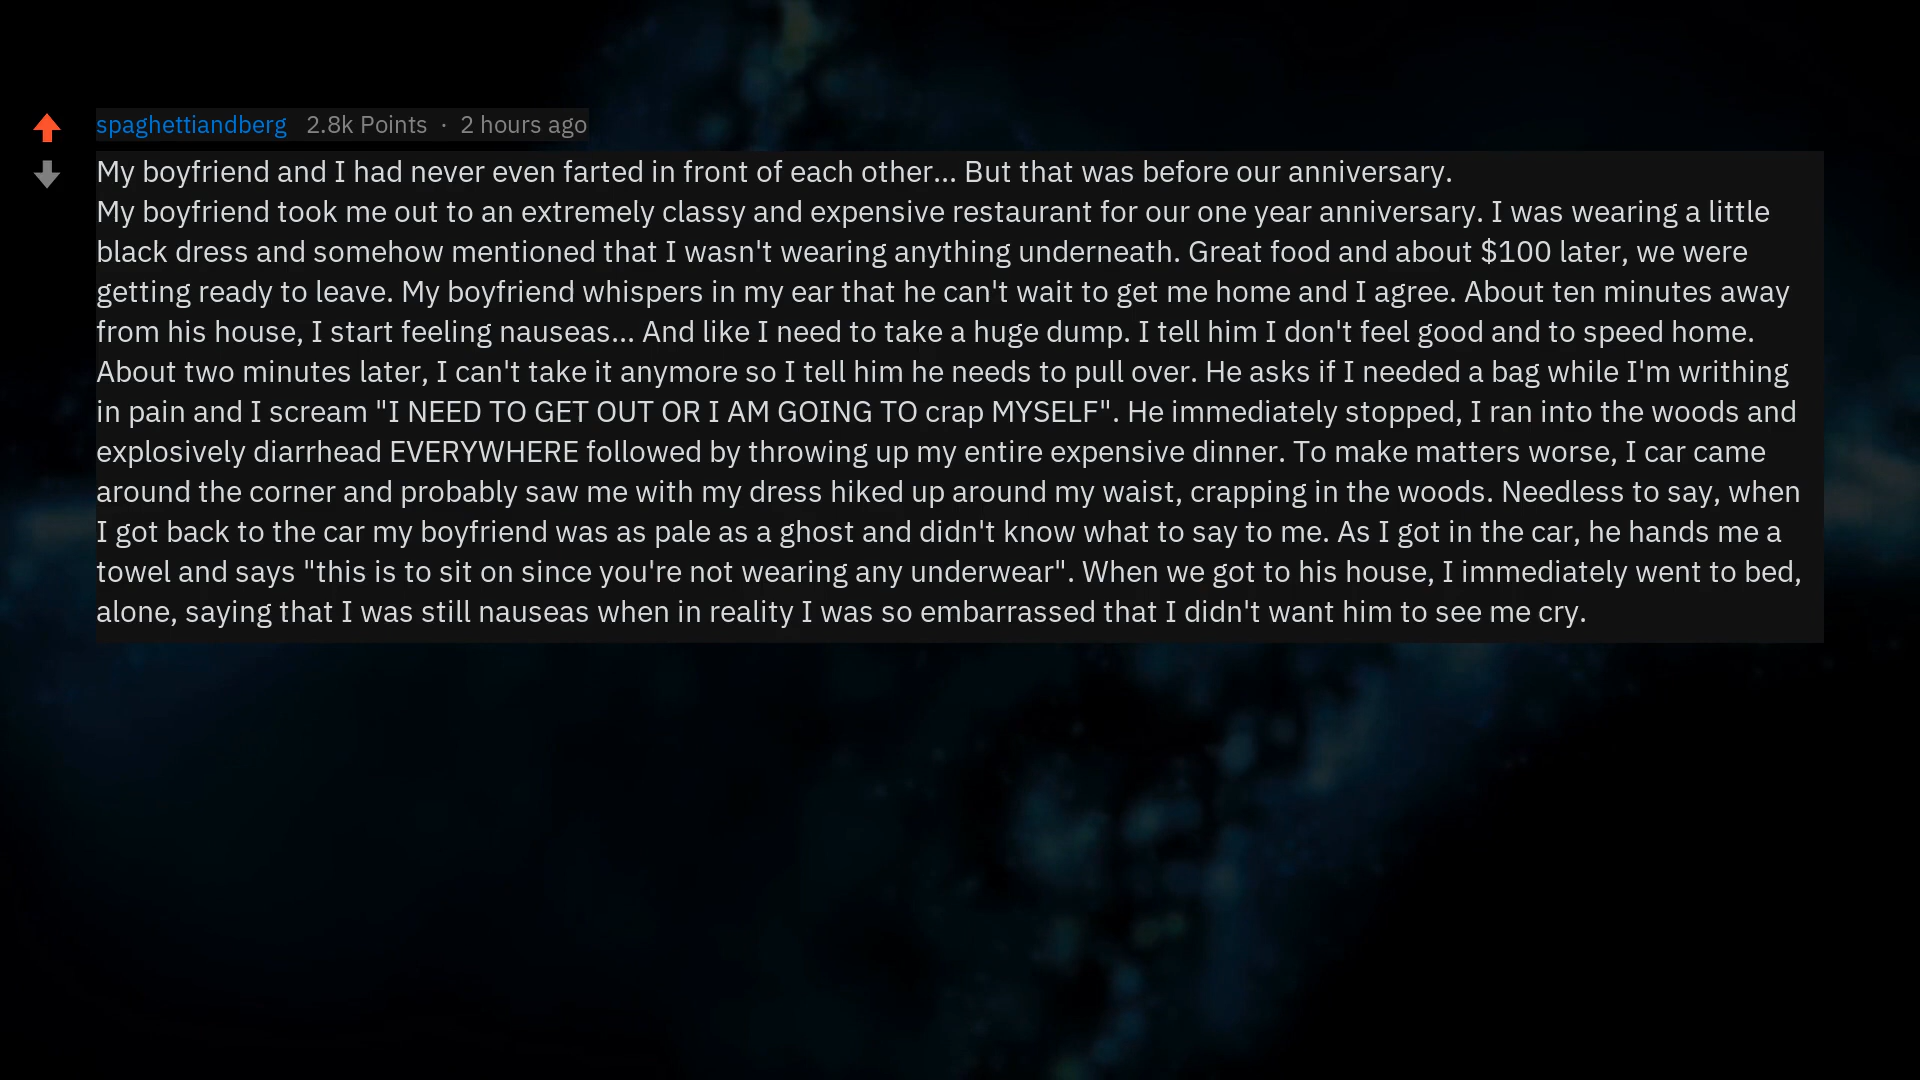 spaghettiandberg 2.8k Points · 2 hours ago
My boyfriend and I had never even farted in front of each other... But that was before our anniversary.
My boyfriend took me out to an extremely classy and expensive restaurant for our one year anniversary. I was wearing a little
black dress and somehow mentioned that I wasn't wearing anything underneath. Great food and about $100 later, we were
getting ready to leave. My boyfriend whispers in my ear that he can't wait to get me home and I agree. About ten minutes away
from his house, I start feeling nauseas... And like I need to take a huge dump. I tell him I don't feel good and to speed home.
About two minutes later, I can't take it anymore so I tell him he needs to pull over. He asks if I needed a bag while I'm writhing
in pain and I scream "I NEED TO GET OUT OR I AM GOING TO crap MYSELF". He immediately stopped, I ran into the woods and
explosively diarrhead EVERYWHERE followed by throwing up my entire expensive dinner. To make matters worse, I car came
around the corner and probably saw me with my dress hiked up around my waist, crapping in the woods. Needless to say, when
I got back to the car my boyfriend was as pale as a ghost and didn't know what to say to me. As I got in the car, he hands me a
towel and says "this is to sit on since you're not wearing any underwear". When we got to his house, I immediately went to bed,
alone, saying that I was still nauseas when in reality I was so embarrassed that I didn't want him to see me cry.